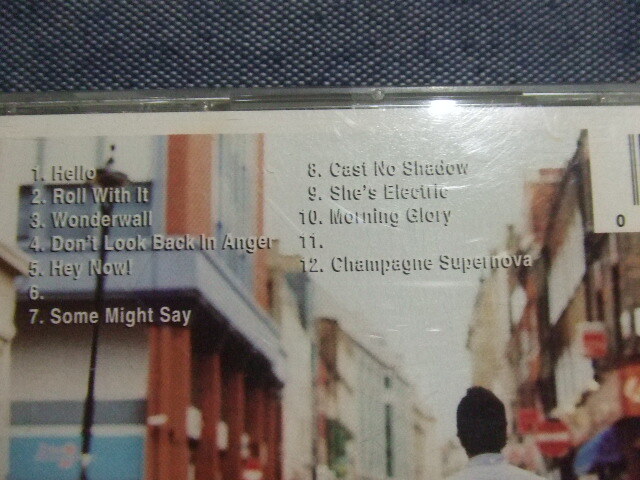 1. Hello
2. Roll With It
3. Wonderwall
4. Don't Look Back In Anger
5. Hey Now!
6.
7. Some Might Say
8. Cast No Shadow
9. She's Electric
10. Morning Glory
11.
12. Champagne Supernova
0